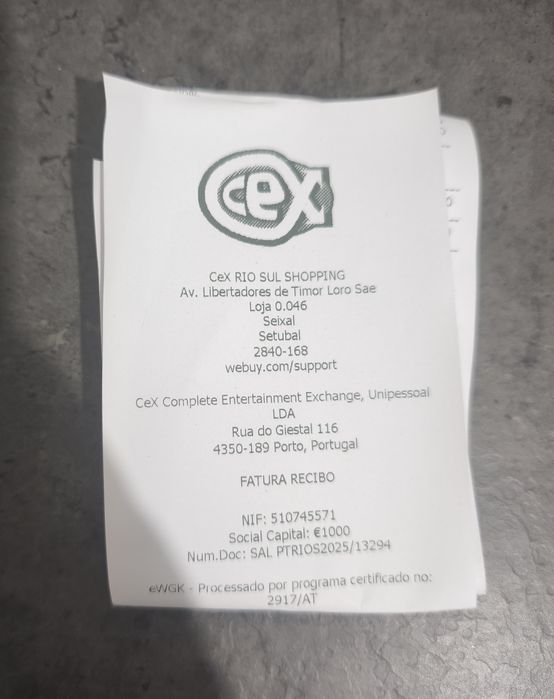 cex
CeX RIO SUL SHOPPING
Av. Libertadores de Timor Loro Sae
Loja 0.046
Seixal
Setubal
2840-168
webuy.com/support
CeX Complete Entertainment Exchange, Unipessoal
LDA
Rua do Giestal 116
4350-189 Porto, Portugal
FATURA RECIBO
NIF: 510745571
Social Capital: €1000
Num.Doc: SAL PTRIOS2025/13294
eWGK - Processado por programa certificado no:
2917/AT